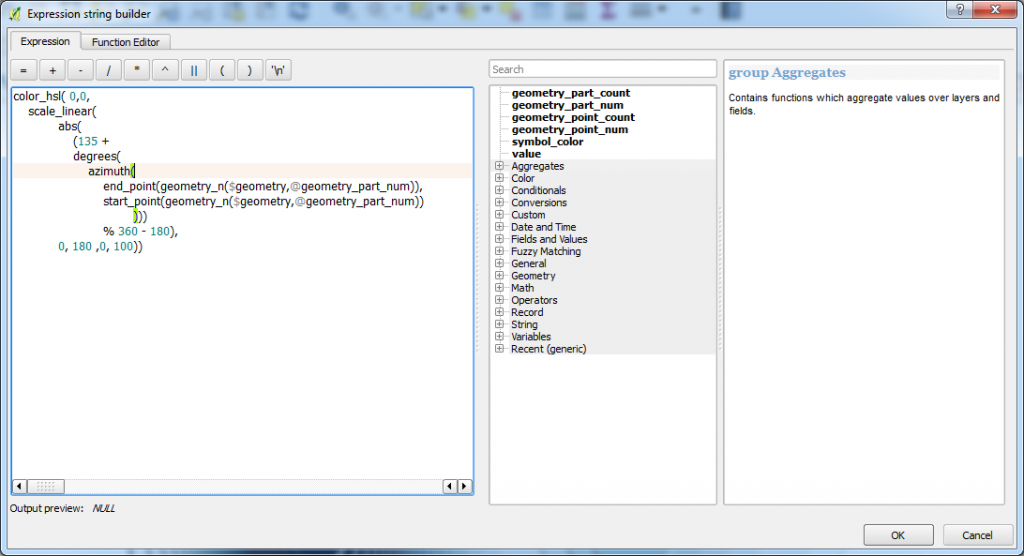 Expression string builder
Expression
Function Editor
= + - / * ^ || ( ) '\n'
color_hsl( 0,0,
scale_linear(
abs(
(135 +
degrees(
azimuth(
end_point(geometry_n($geometry,@geometry_part_num)),
start_point(geometry_n($geometry,@geometry_part_num))
)))
% 360 - 180),
0, 180 ,0, 100))
Output preview: NULL
Search
geometry_part_count
geometry_part_num
geometry_point_count
geometry_point_num
symbol_color
value
Aggregates
Color
Conditionals
Conversions
Custom
Date and Time
Fields and Values
Fuzzy Matching
General
Geometry
Math
Operators
Record
String
Variables
Recent (generic)
group Aggregates
Contains functions which aggregate values over layers and
fields.
OK
Cancel